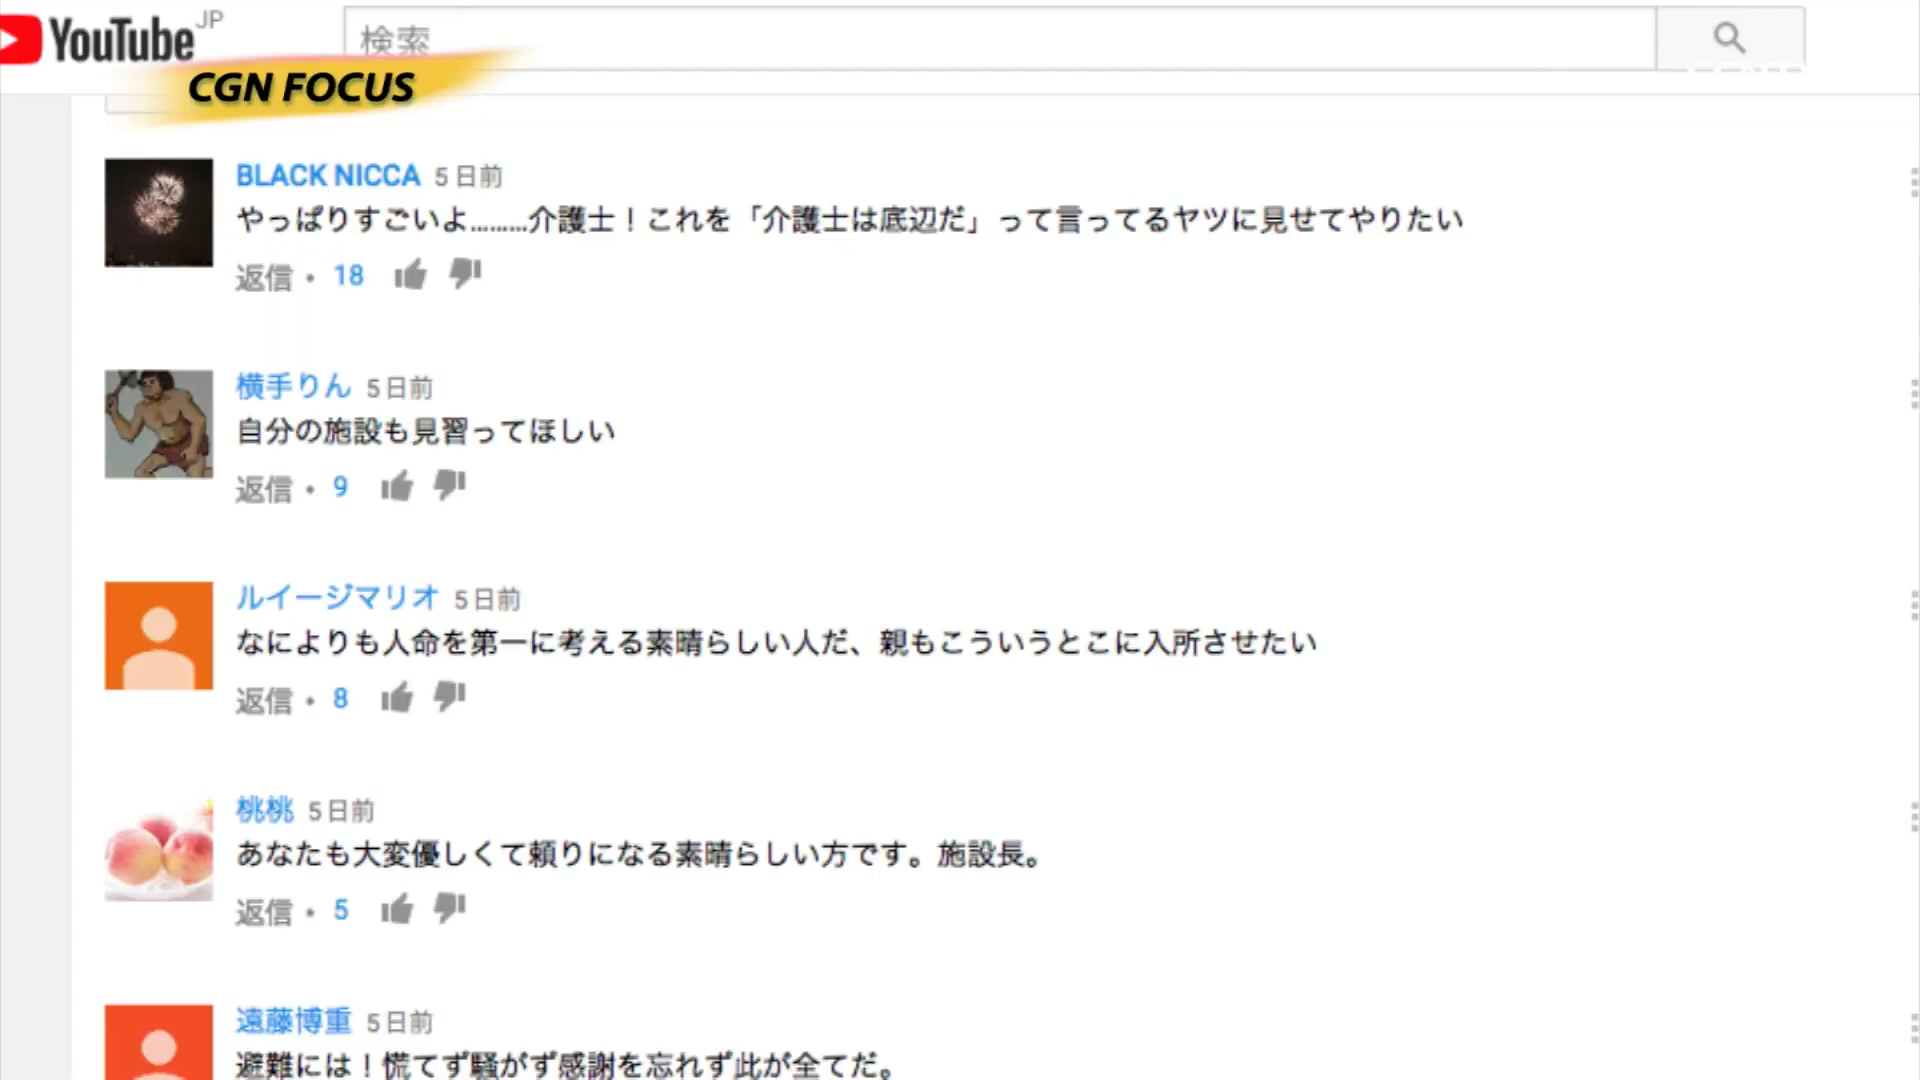 YouTube JP
検索
CGN FOCUS
BLACK NICCA 5 日前
やっぱりすごいよ.........介護士！これを「介護士は底辺だ」って言ってるヤツに見せてやりたい
返信 • 18
横手りん 5 日前
自分の施設も見習ってほしい
返信 • 9
ルイージマリオ 5 日前
なによりも人命を第一に考える素晴らしい人だ、親もこういうとこに入所させたい
返信 • 8
桃桃 5 日前
あなたも大変優しくて頼りになる素晴らしい方です。施設長。
返信 • 5
遠藤博重 5 日前
避難には！慌てず騒がず感謝を忘れず此が全てだ。